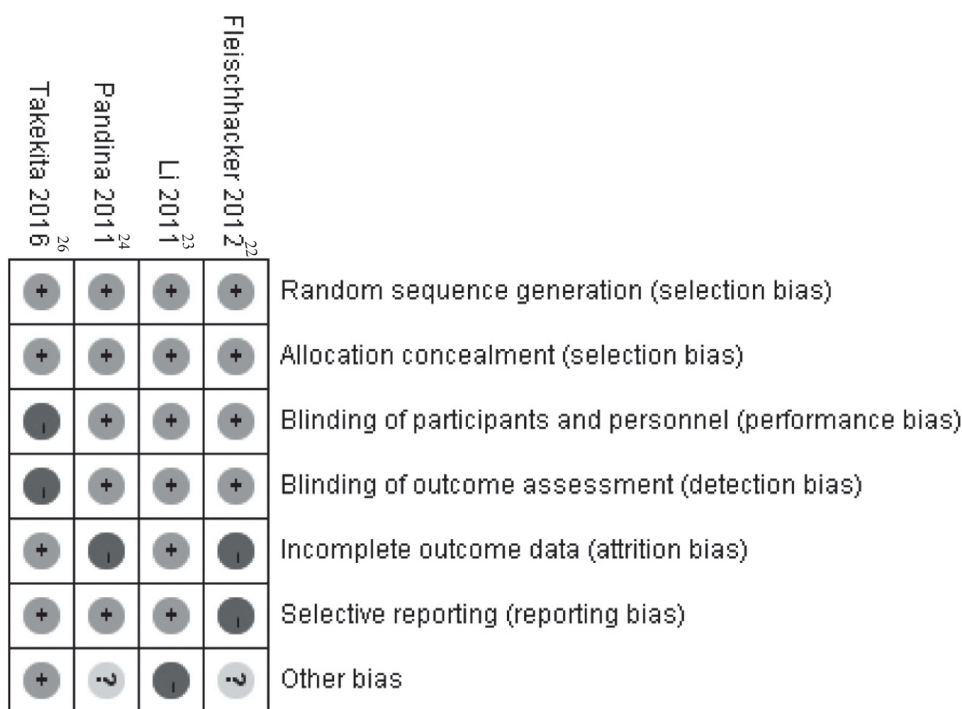 Fleischhacker 2012 22
Li 2011 23
Pandina 2011 24
Takekita 2016 26
+ + + + Random sequence generation (selection bias)
+ + + + Allocation concealment (selection bias)
- + + + Blinding of participants and personnel (performance bias)
- + + + Blinding of outcome assessment (detection bias)
+ - + - Incomplete outcome data (attrition bias)
+ + + - Selective reporting (reporting bias)
+ ? - ? Other bias